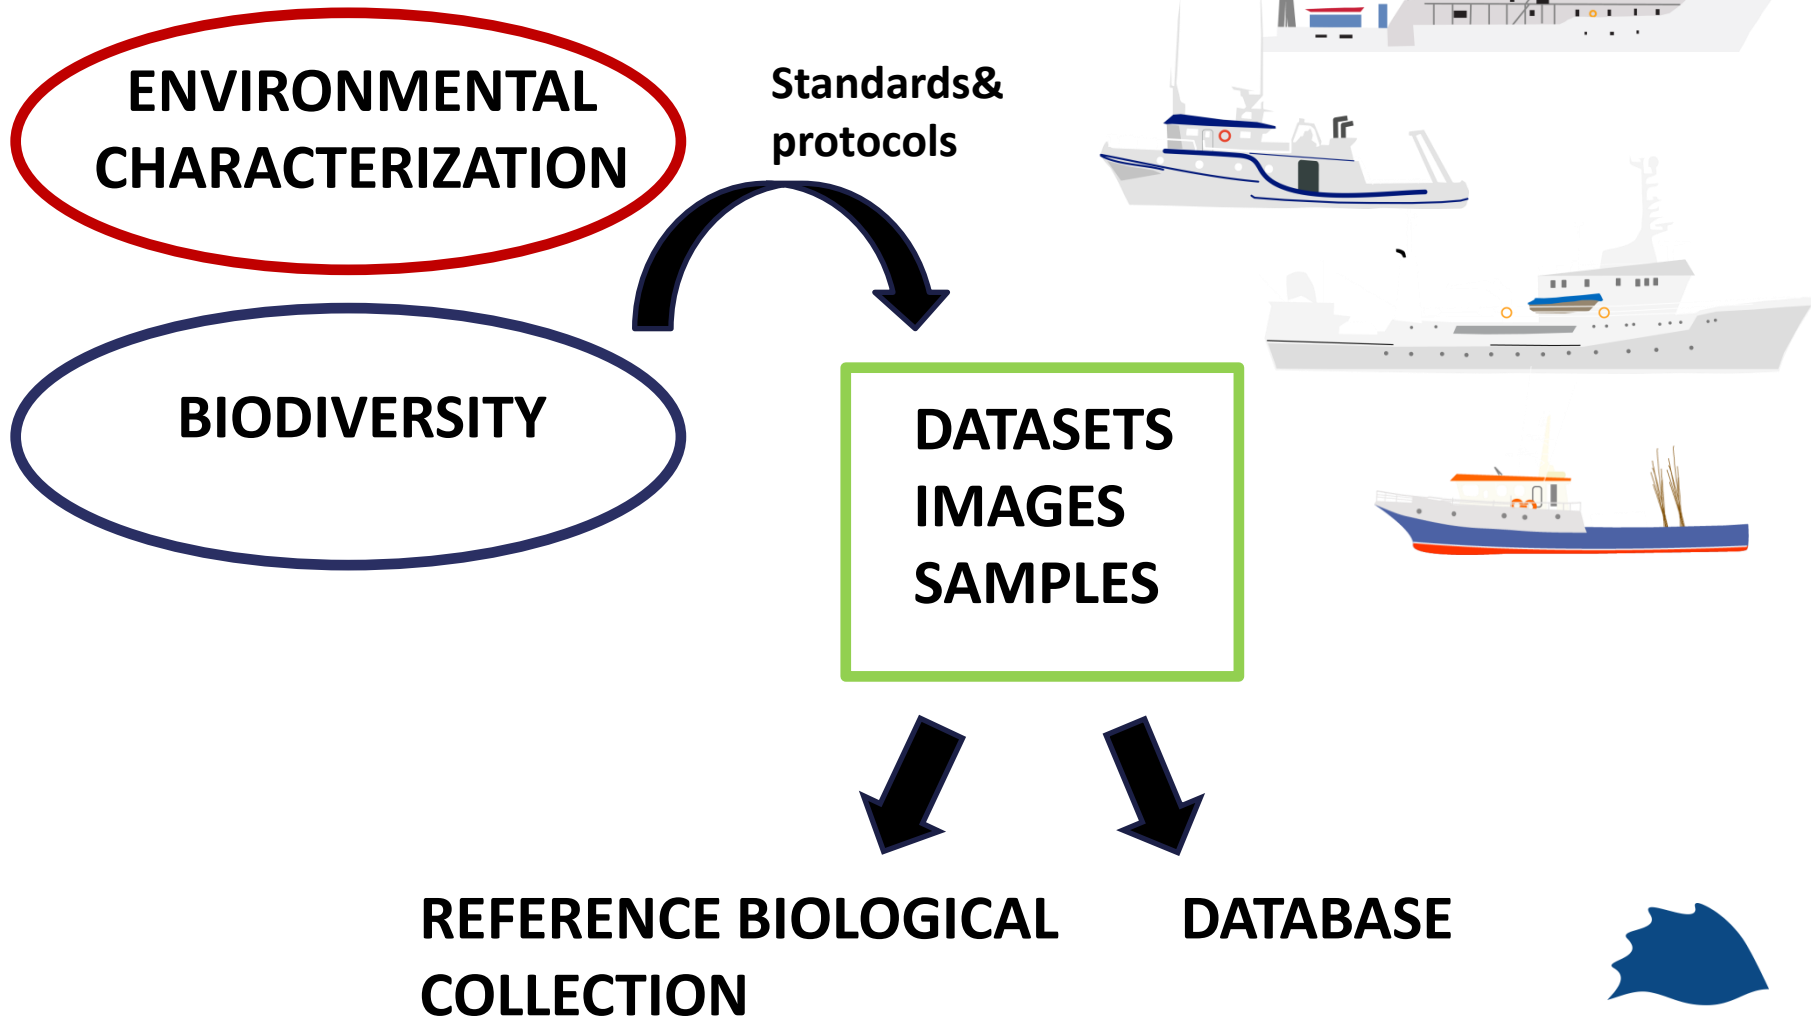 ENVIRONMENTAL
CHARACTERIZATION
Standards&
protocols
BIODIVERSITY
DATASETS
IMAGES
SAMPLES
REFERENCE BIOLOGICAL
COLLECTION
DATABASE